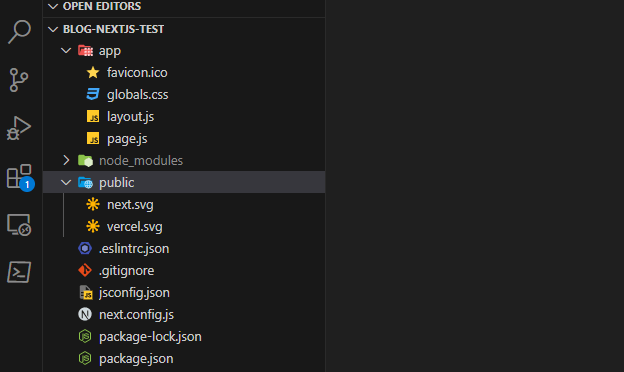 OPEN EDITORS
BLOG-NEXTJS-TEST
app
favicon.ico
globals.css
layout.js
page.js
node_modules
public
next.svg
vercel.svg
.eslintrc.json
.gitignore
jsconfig.json
next.config.js
package-lock.json
package.json
1